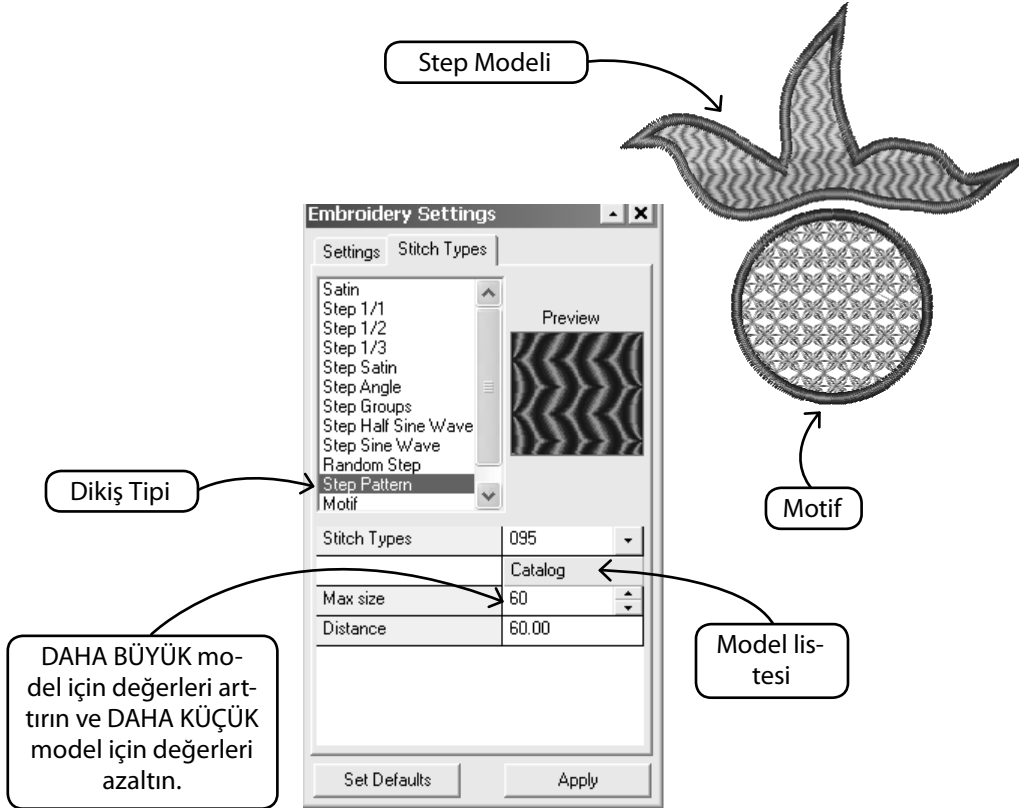 Step Modeli
Embroidery Settings
Settings
Stitch Types
Satin
Step 1/1
Step 1/2
Step 1/3
Step Satin
Step Angle
Step Groups
Step Half Sine Wave
Step Sine Wave
Random Step
Step Pattern
Motif
Preview
Dikiş Tipi
Motif
Stitch Types 095
Catalog
Max size 60
Distance 60.00
DAHA BÜYÜK mo-
del için değerleri art-
tırın ve DAHA KÜÇÜK
model için değerleri
azaltın.
Model lis-
tesi
Set Defaults
Apply